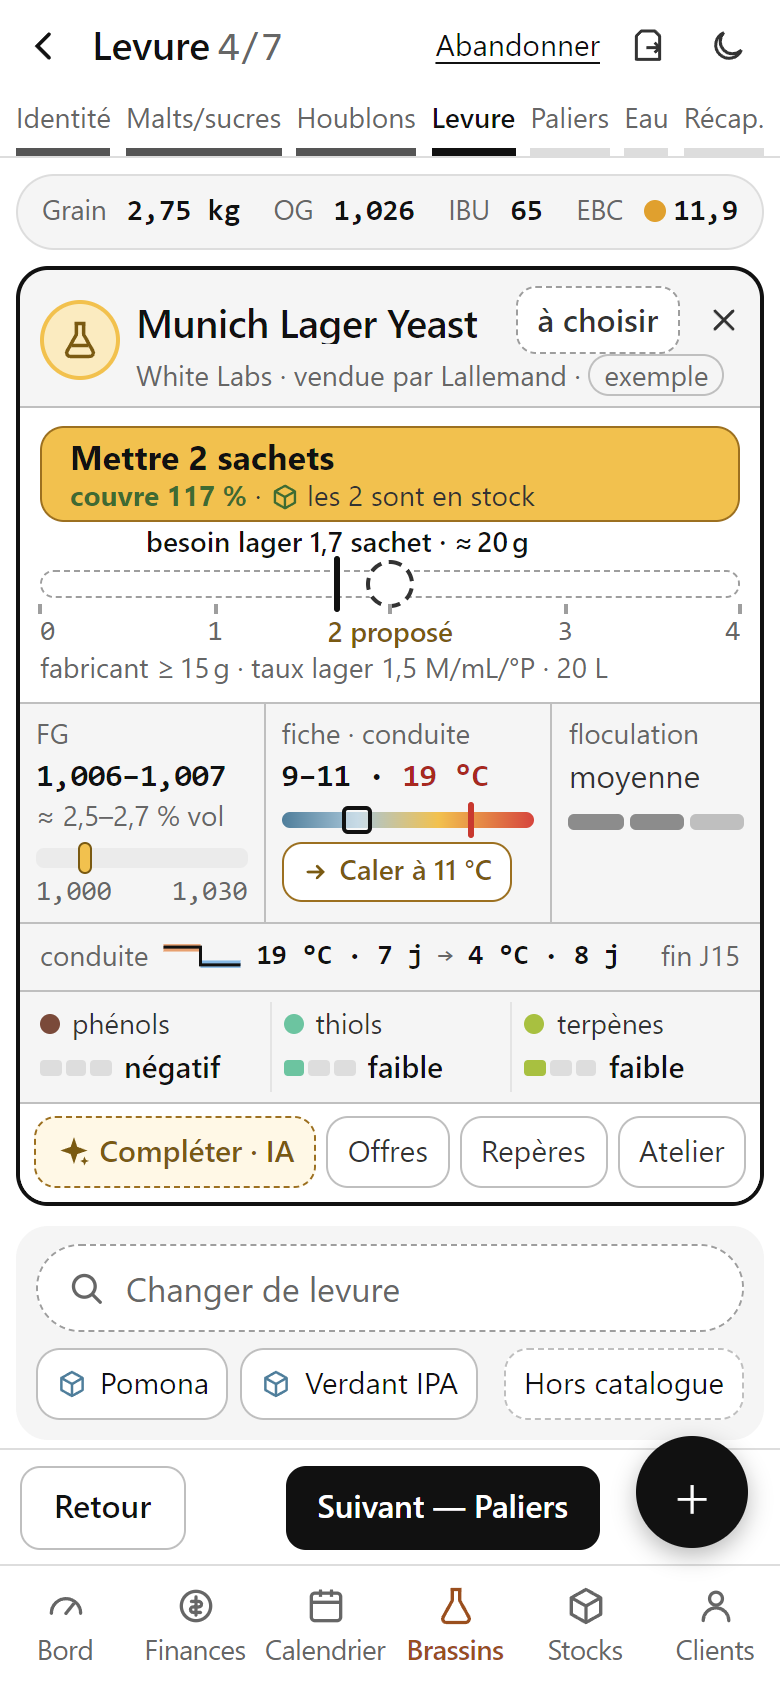 Levure 4/7 Abandonner
Identité Malts/sucres Houblons Levure Paliers Eau Récap.
Grain 2,75 kg OG 1,026 IBU 65 EBC 11,9
Munich Lager Yeast à choisir
White Labs · vendue par Lallemand · exemple
Mettre 2 sachets
couvre 117 % · les 2 sont en stock
besoin lager 1,7 sachet · ≈ 20 g
0 1 2 proposé 3 4
fabricant ≥ 15 g · taux lager 1,5 M/mL/°P · 20 L
FG fiche · conduite floculation
1,006–1,007 9–11 · 19 °C moyenne
≈ 2,5–2,7 % vol
→ Caler à 11 °C
1,000 1,030
conduite 19 °C · 7 j → 4 °C · 8 j fin J15
phénols thiols terpènes
négatif faible faible
Compléter · IA Offres Repères Atelier
Changer de levure
Pomona Verdant IPA Hors catalogue
Retour Suivant — Paliers +
Bord Finances Calendrier Brassins Stocks Clients